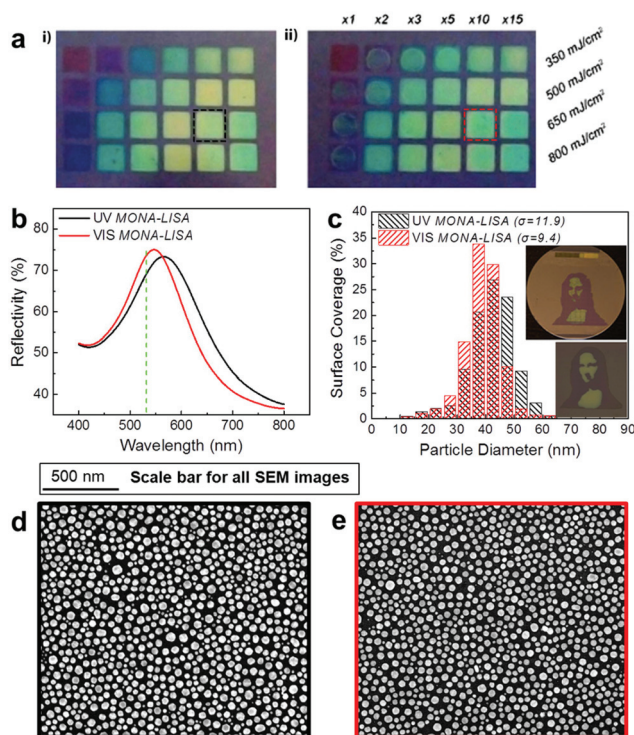 a
i)
ii)
x1 x2 x3 x5 x10 x15
350 mJ/cm²
500 mJ/cm²
650 mJ/cm²
800 mJ/cm²
b
UV MONA-LISA
VIS MONA-LISA
Reflectivity (%)
70
60
50
40
400 500 600 700 800
Wavelength (nm)
c
UV MONA-LISA (σ=11.9)
VIS MONA-LISA (σ=9.4)
Surface Coverage (%)
40
35
30
25
20
15
10
5
0
0 10 20 30 40 50 60 70 80 90
Particle Diameter (nm)
500 nm Scale bar for all SEM images
d
e